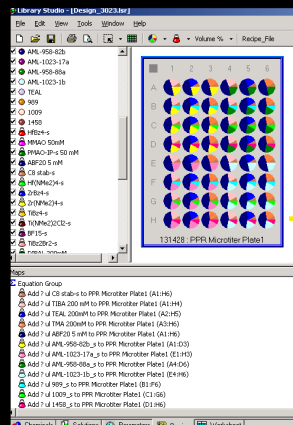 Library Studio - [Design_3023.lsr]
File Edit View Tools Window Help
Volume % Recipe_File
AML-958-82b
AML-1023-17a
AML-958-88a
AML-1023-1b
TEAL
989
1009
1458
HfBz4-s
MMAO 50mM
PMAO-IP-s 50 mM
ABF20 5 mM
C8 stab-s
Hf(NMe2)4-s
ZrBz4-s
Zr(NMe2)4-s
TiBz4-s
Ti(NMe2)2Cl2-s
BF15-s
TiBz2Br2-s
1 2 3 4 5 6
A
B
C
D
E
F
G
H
131428 : PPR Microtiter Plate1
Maps
Equation Group
Add ? ul C8 stab-s to PPR Microtiter Plate1 (A1:H6)
Add ? ul TIBA 200 mM to PPR Microtiter Plate1 (A1:H4)
Add ? ul TEAL 200mM to PPR Microtiter Plate1 (A2:H5)
Add ? ul TMA 200mM to PPR Microtiter Plate1 (A3:H6)
Add ? ul ABF20 5 mM to PPR Microtiter Plate1 (A1:H6)
Add ? ul AML-958-82b_s to PPR Microtiter Plate1 (A1:D3)
Add ? ul AML-1023-17a_s to PPR Microtiter Plate1 (E1:H3)
Add ? ul AML-958-88a_s to PPR Microtiter Plate1 (A4:D6)
Add ? ul AML-1023-1b_s to PPR Microtiter Plate1 (E4:H6)
Add ? ul 989_s to PPR Microtiter Plate1 (B1:F6)
Add ? ul 1009_s to PPR Microtiter Plate1 (C1:G6)
Add ? ul 1458_s to PPR Microtiter Plate1 (D1:H6)